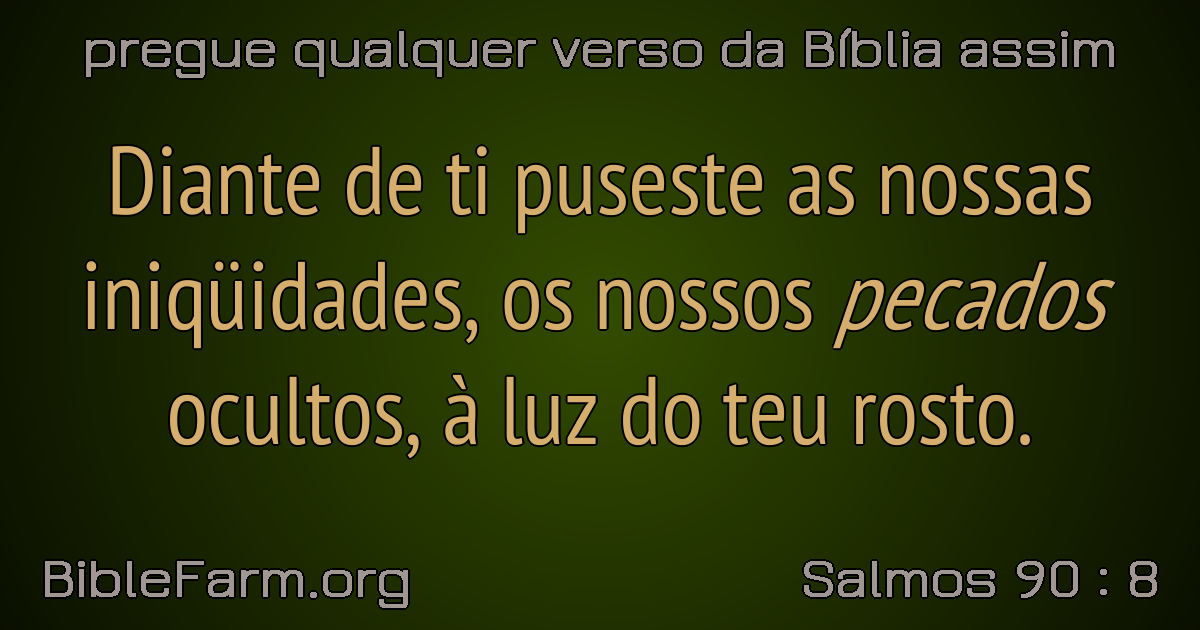 pregue qualquer verso da Bíblia assim
Diante de ti puseste as nossas
iniqüidades, os nossos pecados
ocultos, à luz do teu rosto.
BibleFarm.org
Salmos 90 : 8